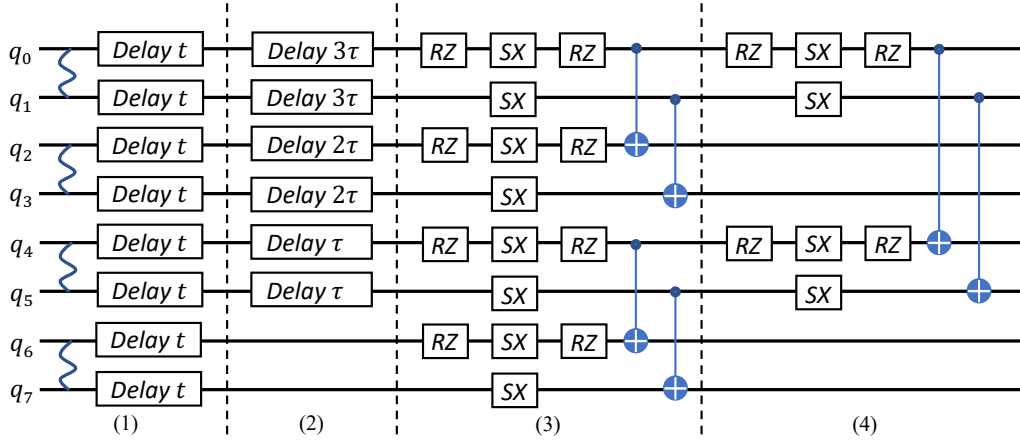 q₀ Delay t Delay 3τ RZ SX RZ RZ SX RZ
q₁ Delay t Delay 3τ SX SX
q₂ Delay t Delay 2τ RZ SX RZ
q₃ Delay t Delay 2τ SX
q₄ Delay t Delay τ RZ SX RZ RZ SX RZ
q₅ Delay t Delay τ SX SX
q₆ Delay t RZ SX RZ
q₇ Delay t SX
(1) (2) (3) (4)